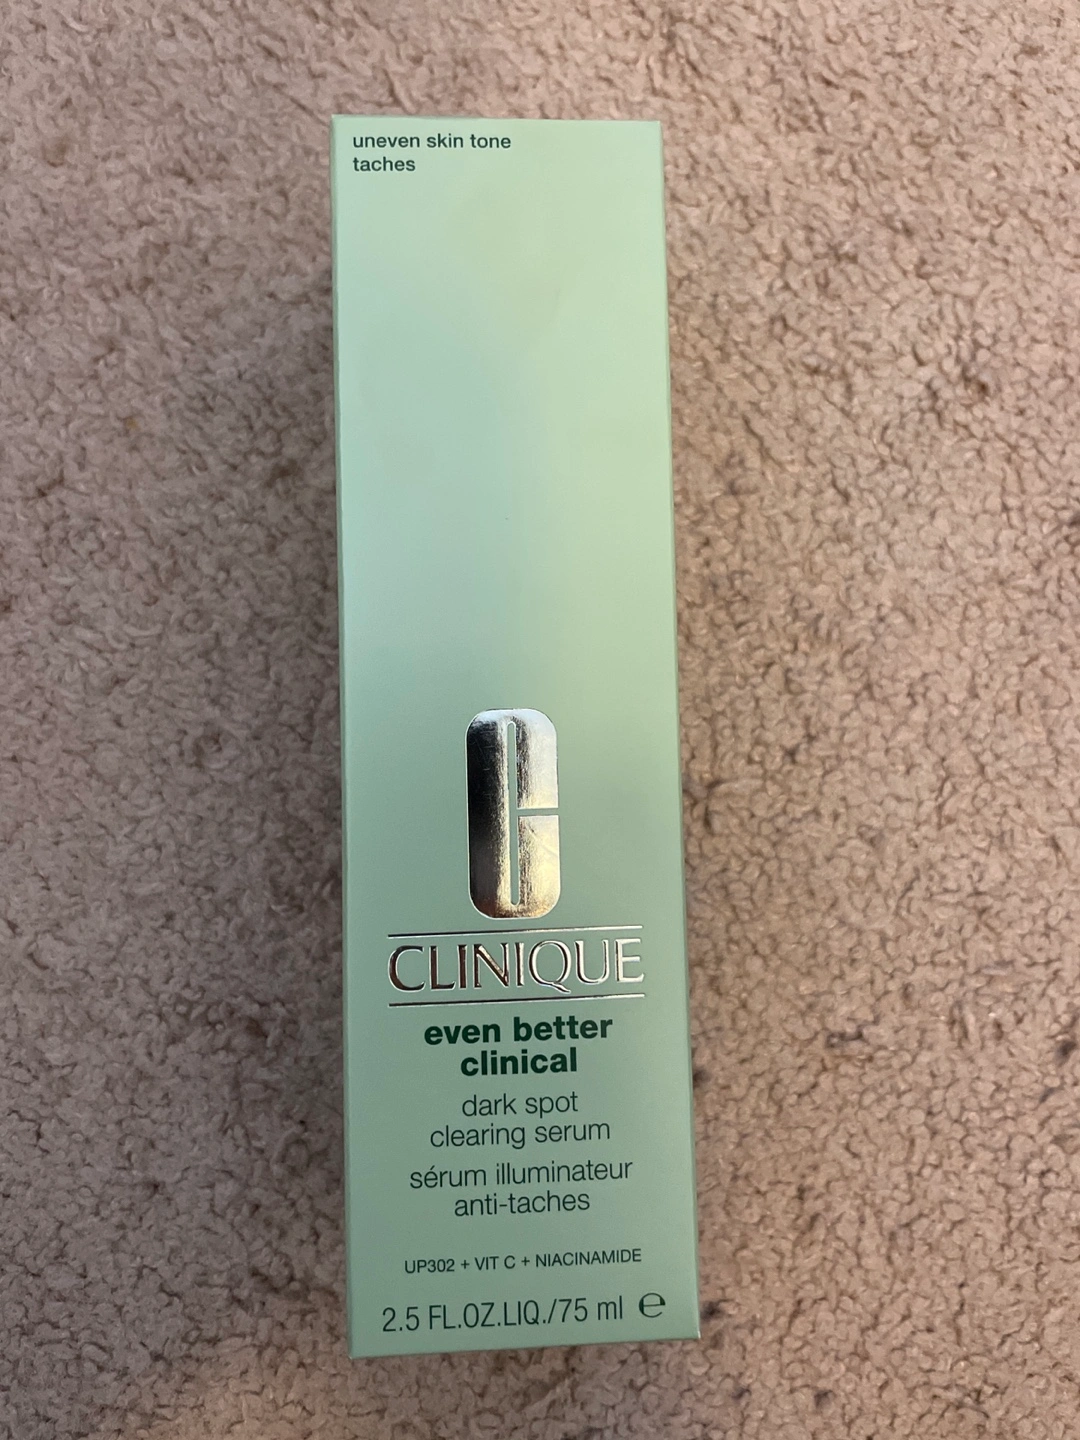 uneven skin tone
taches
CLINIQUE
even better
clinical
dark spot
clearing serum
sérum illuminateur
anti-taches
UP302 + VIT C + NIACINAMIDE
2.5 FL.OZ.LIQ./75 ml ℮